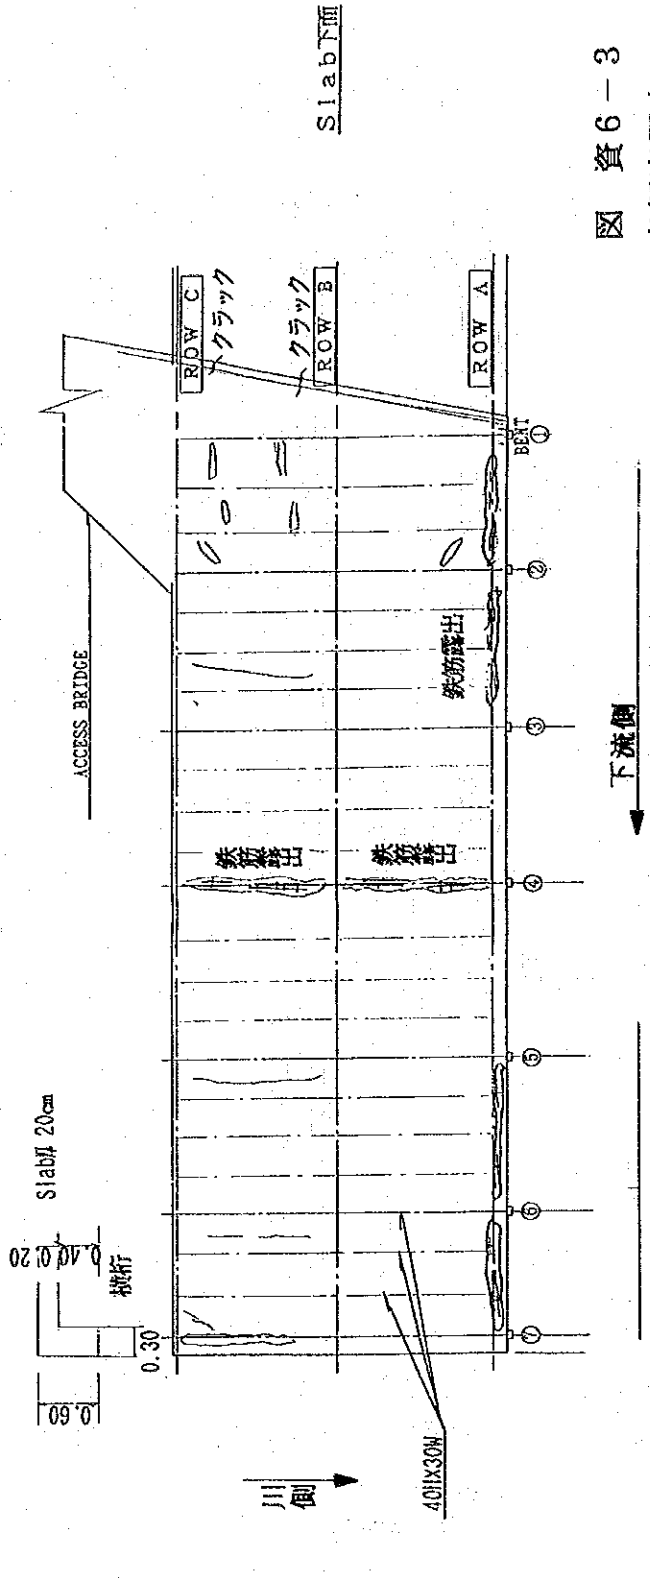 Slab厚 20cm
0.20
0.40
横桁
0.60
0.30
ACCESS BRIDGE
ROW C
クラック
クラック
ROW B
ROW A
Slab下面
鉄筋露出
鉄筋露出
鉄筋露出
川側
40HX30W
⑦
⑥
⑤
④
③
②
①
BENT
下流側
図 資6-3